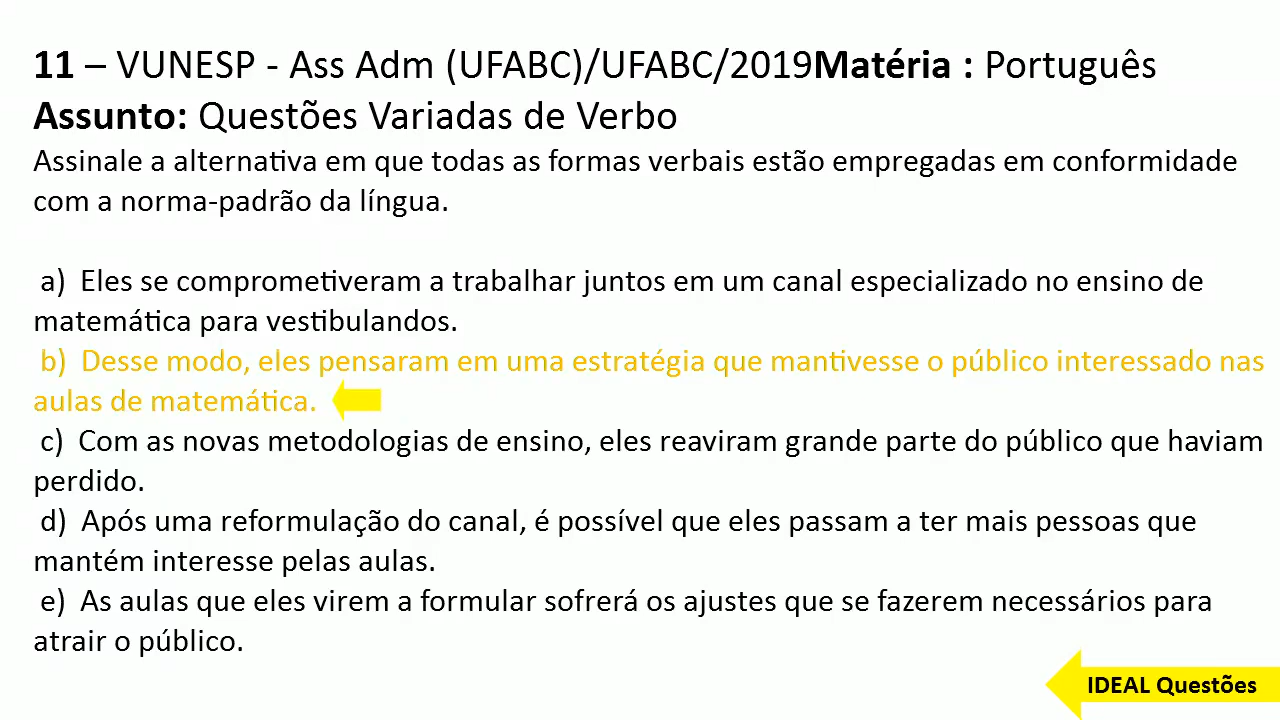 11 – VUNESP - Ass Adm (UFABC)/UFABC/2019Matéria : Português
Assunto: Questões Variadas de Verbo
Assinale a alternativa em que todas as formas verbais estão empregadas em conformidade
com a norma-padrão da língua.
a) Eles se comprometiveram a trabalhar juntos em um canal especializado no ensino de
matemática para vestibulandos.
b) Desse modo, eles pensaram em uma estratégia que mantivesse o público interessado nas
aulas de matemática.
c) Com as novas metodologias de ensino, eles reaviram grande parte do público que haviam
perdido.
d) Após uma reformulação do canal, é possível que eles passam a ter mais pessoas que
mantém interesse pelas aulas.
e) As aulas que eles virem a formular sofrerá os ajustes que se fazerem necessários para
atrair o público.
IDEAL Questões